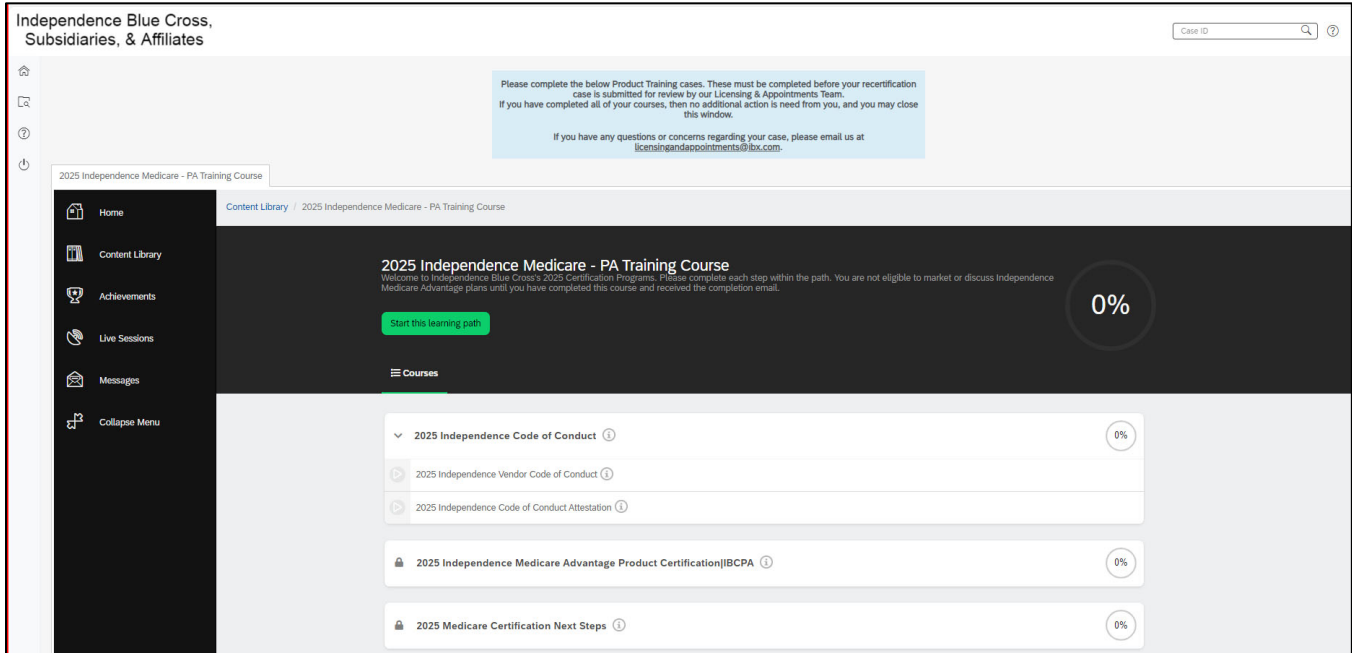 Independence Blue Cross,
Subsidiaries, & Affiliates
Case ID
Please complete the below Product Training cases. These must be completed before your recertification
case is submitted for review by our Licensing & Appointments Team.
If you have completed all of your courses, then no additional action is need from you, and you may close
this window.
If you have any questions or concerns regarding your case, please email us at
licensingandappointments@ibx.com.
2025 Independence Medicare - PA Training Course
Home
Content Library
Achievements
Live Sessions
Messages
Collapse Menu
Content Library / 2025 Independence Medicare - PA Training Course
2025 Independence Medicare - PA Training Course
Welcome to Independence Blue Cross's 2025 Certification Programs. Please complete each step within the path. You are not eligible to market or discuss Independence
Medicare Advantage plans until you have completed this course and received the completion email.
0%
Start this learning path
Courses
2025 Independence Code of Conduct
0%
2025 Independence Vendor Code of Conduct
2025 Independence Code of Conduct Attestation
2025 Independence Medicare Advantage Product Certification|IBCPA
0%
2025 Medicare Certification Next Steps
0%